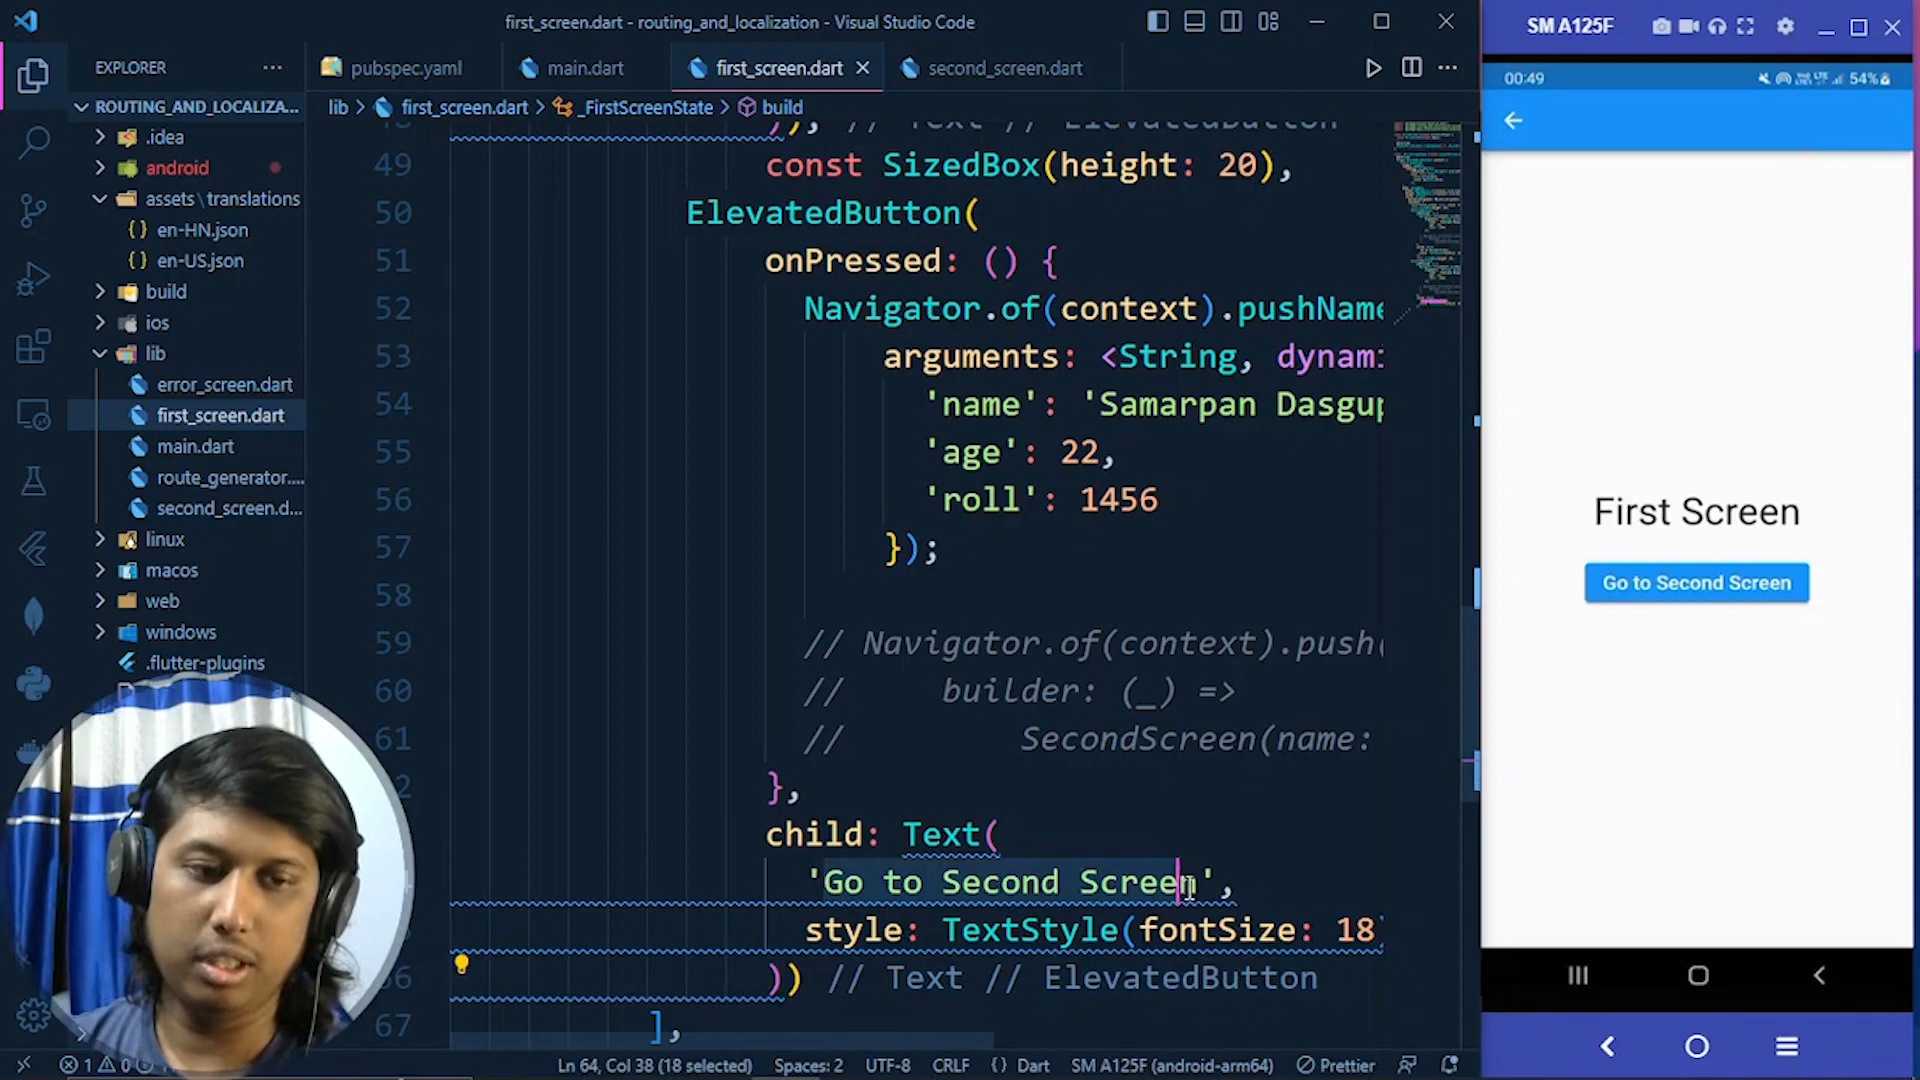 first_screen.dart - routing_and_localization - Visual Studio Code
SM A125F
EXPLORER
pubspec.yaml
main.dart
first_screen.dart
second_screen.dart
00:49
54%
ROUTING_AND_LOCALIZA...
lib > first_screen.dart > _FirstScreenState > build
.idea
android
assets\translations
en-HN.json
en-US.json
build
ios
lib
error_screen.dart
first_screen.dart
main.dart
route_generator....
second_screen.d...
linux
macos
web
windows
.flutter-plugins
)), // Text // ElevatedButton
49 const SizedBox(height: 20),
50 ElevatedButton(
51 onPressed: () {
52 Navigator.of(context).pushName
53 arguments: <String, dynami
54 'name': 'Samarpan Dasgup
55 'age': 22,
56 'roll': 1456
57 });
58
59 // Navigator.of(context).push(
60 // builder: (_) =>
61 // SecondScreen(name:
},
child: Text(
'Go to Second Screen',
style: TextStyle(fontSize: 18)
)) // Text // ElevatedButton
67 ],
First Screen
Go to Second Screen
1 0
Ln 64, Col 38 (18 selected)
Spaces: 2
UTF-8
CRLF
{} Dart
SM A125F (android-arm64)
Prettier